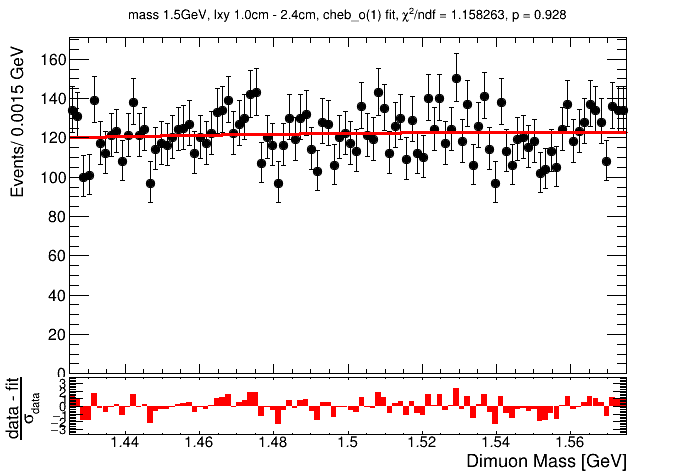 mass 1.5GeV, lxy 1.0cm - 2.4cm, cheb_o(1) fit, χ²/ndf = 1.158263, p = 0.928
Events/ 0.0015 GeV
160
140
120
100
80
60
40
20
0
data - fit
σdata
3
2
1
0
−1
−2
−3
1.44 1.46 1.48 1.5 1.52 1.54 1.56
Dimuon Mass [GeV]